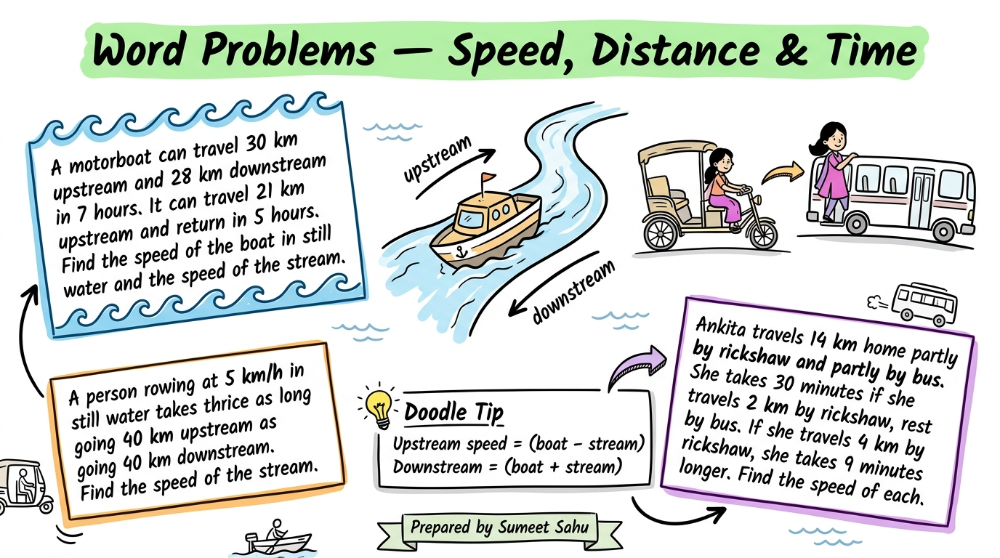 Word Problems — Speed, Distance & Time
A motorboat can travel 30 km
upstream and 28 km downstream
in 7 hours. It can travel 21 km
upstream and return in 5 hours.
Find the speed of the boat in still
water and the speed of the stream.
upstream
downstream
A person rowing at 5 km/h in
still water takes thrice as long
going 40 km upstream as
going 40 km downstream.
Find the speed of the stream.
Doodle Tip
Upstream speed = (boat − stream)
Downstream = (boat + stream)
Ankita travels 14 km home partly
by rickshaw and partly by bus.
She takes 30 minutes if she
travels 2 km by rickshaw, rest
by bus. If she travels 4 km by
rickshaw, she takes 9 minutes
longer. Find the speed of each.
Prepared by Sumeet Sahu